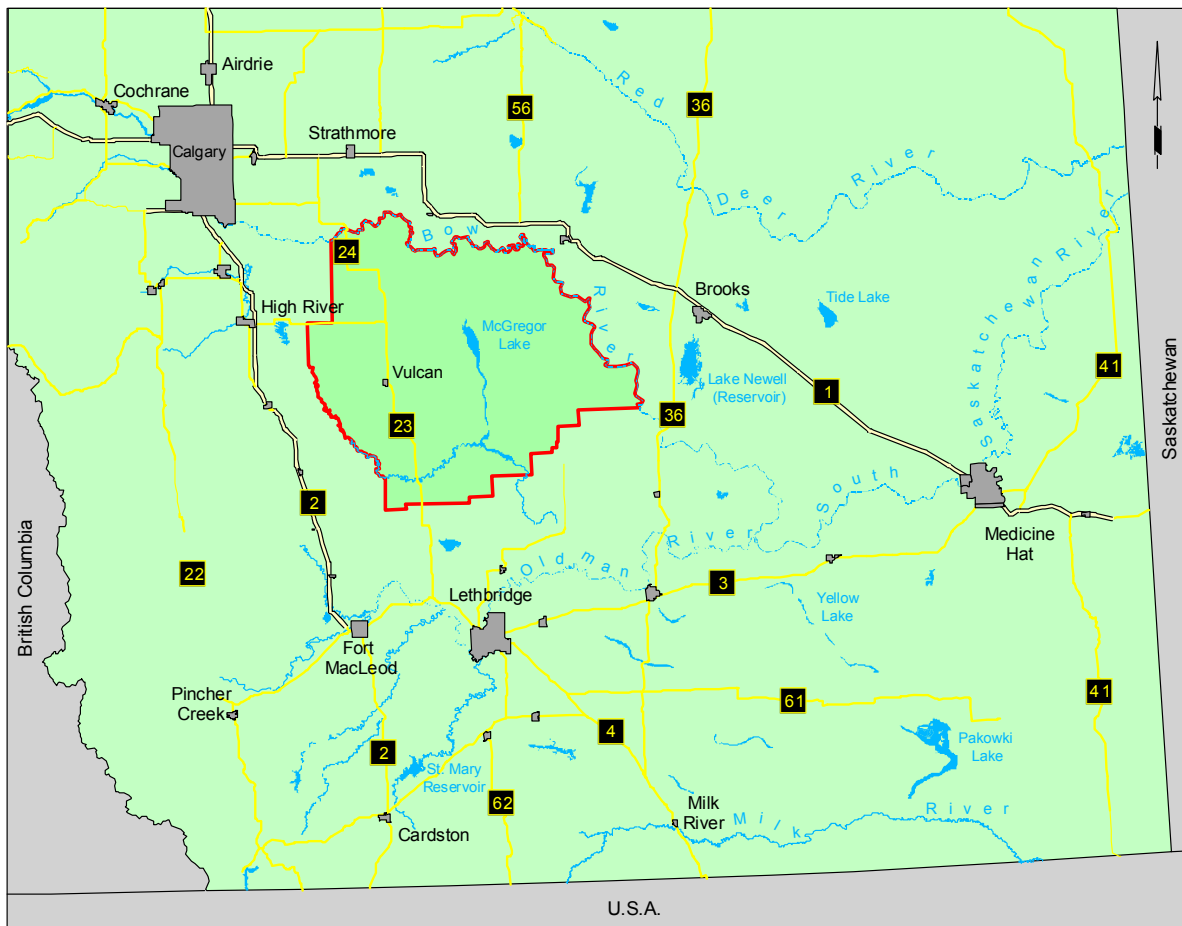 Airdrie
Cochrane
Red
36
56
Strathmore
Calgary
River
Deer
Bow
24
Saskatchewan River
Brooks
Tide Lake
High River
River
McGregor
Lake
Vulcan
Lake Newell
(Reservoir)
41
1
36
23
Saskatchewan
2
South
Medicine
Hat
River
British Columbia
22
Oldman
3
Lethbridge
Yellow
Lake
Fort
MacLeod
Pincher
Creek
61
41
4
2
Pakowki
Lake
St. Mary
Reservoir
62
Milk
River
River
Milk
Cardston
U.S.A.